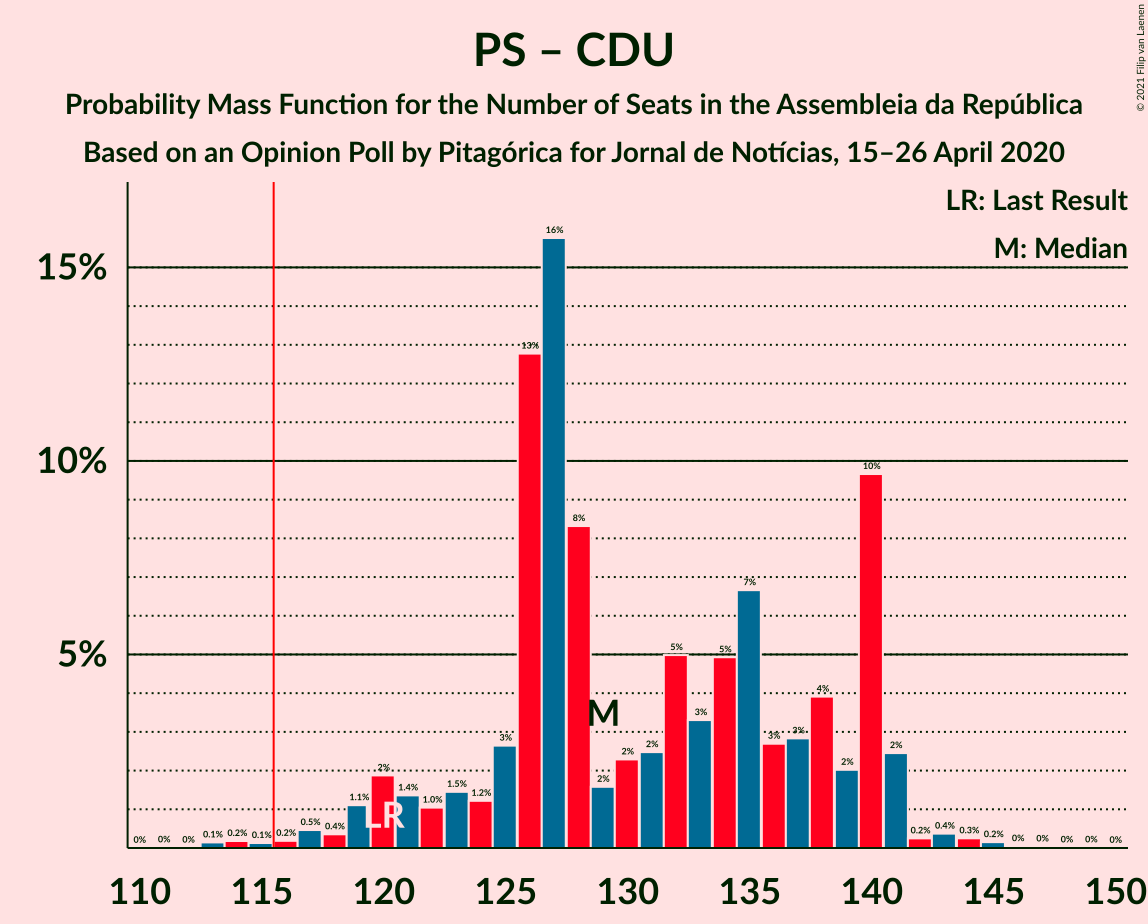 PS – CDU
Probability Mass Function for the Number of Seats in the Assembleia da República
Based on an Opinion Poll by Pitagórica for Jornal de Notícias, 15–26 April 2020
© 2021 Filip van Laenen
LR: Last Result
M: Median
15%
10%
5%
0% 0% 0% 0.1% 0.2% 0.1% 0.2% 0.5% 0.4% 1.1% 2% 1.4% 1.0% 1.5% 1.2% 3% 13% 16% 8% 2% 2% 2% 5% 3% 5% 7% 3% 3% 4% 2% 10% 2% 0.2% 0.4% 0.3% 0.2% 0% 0% 0% 0% 0%
M
LR
110 115 120 125 130 135 140 145 150